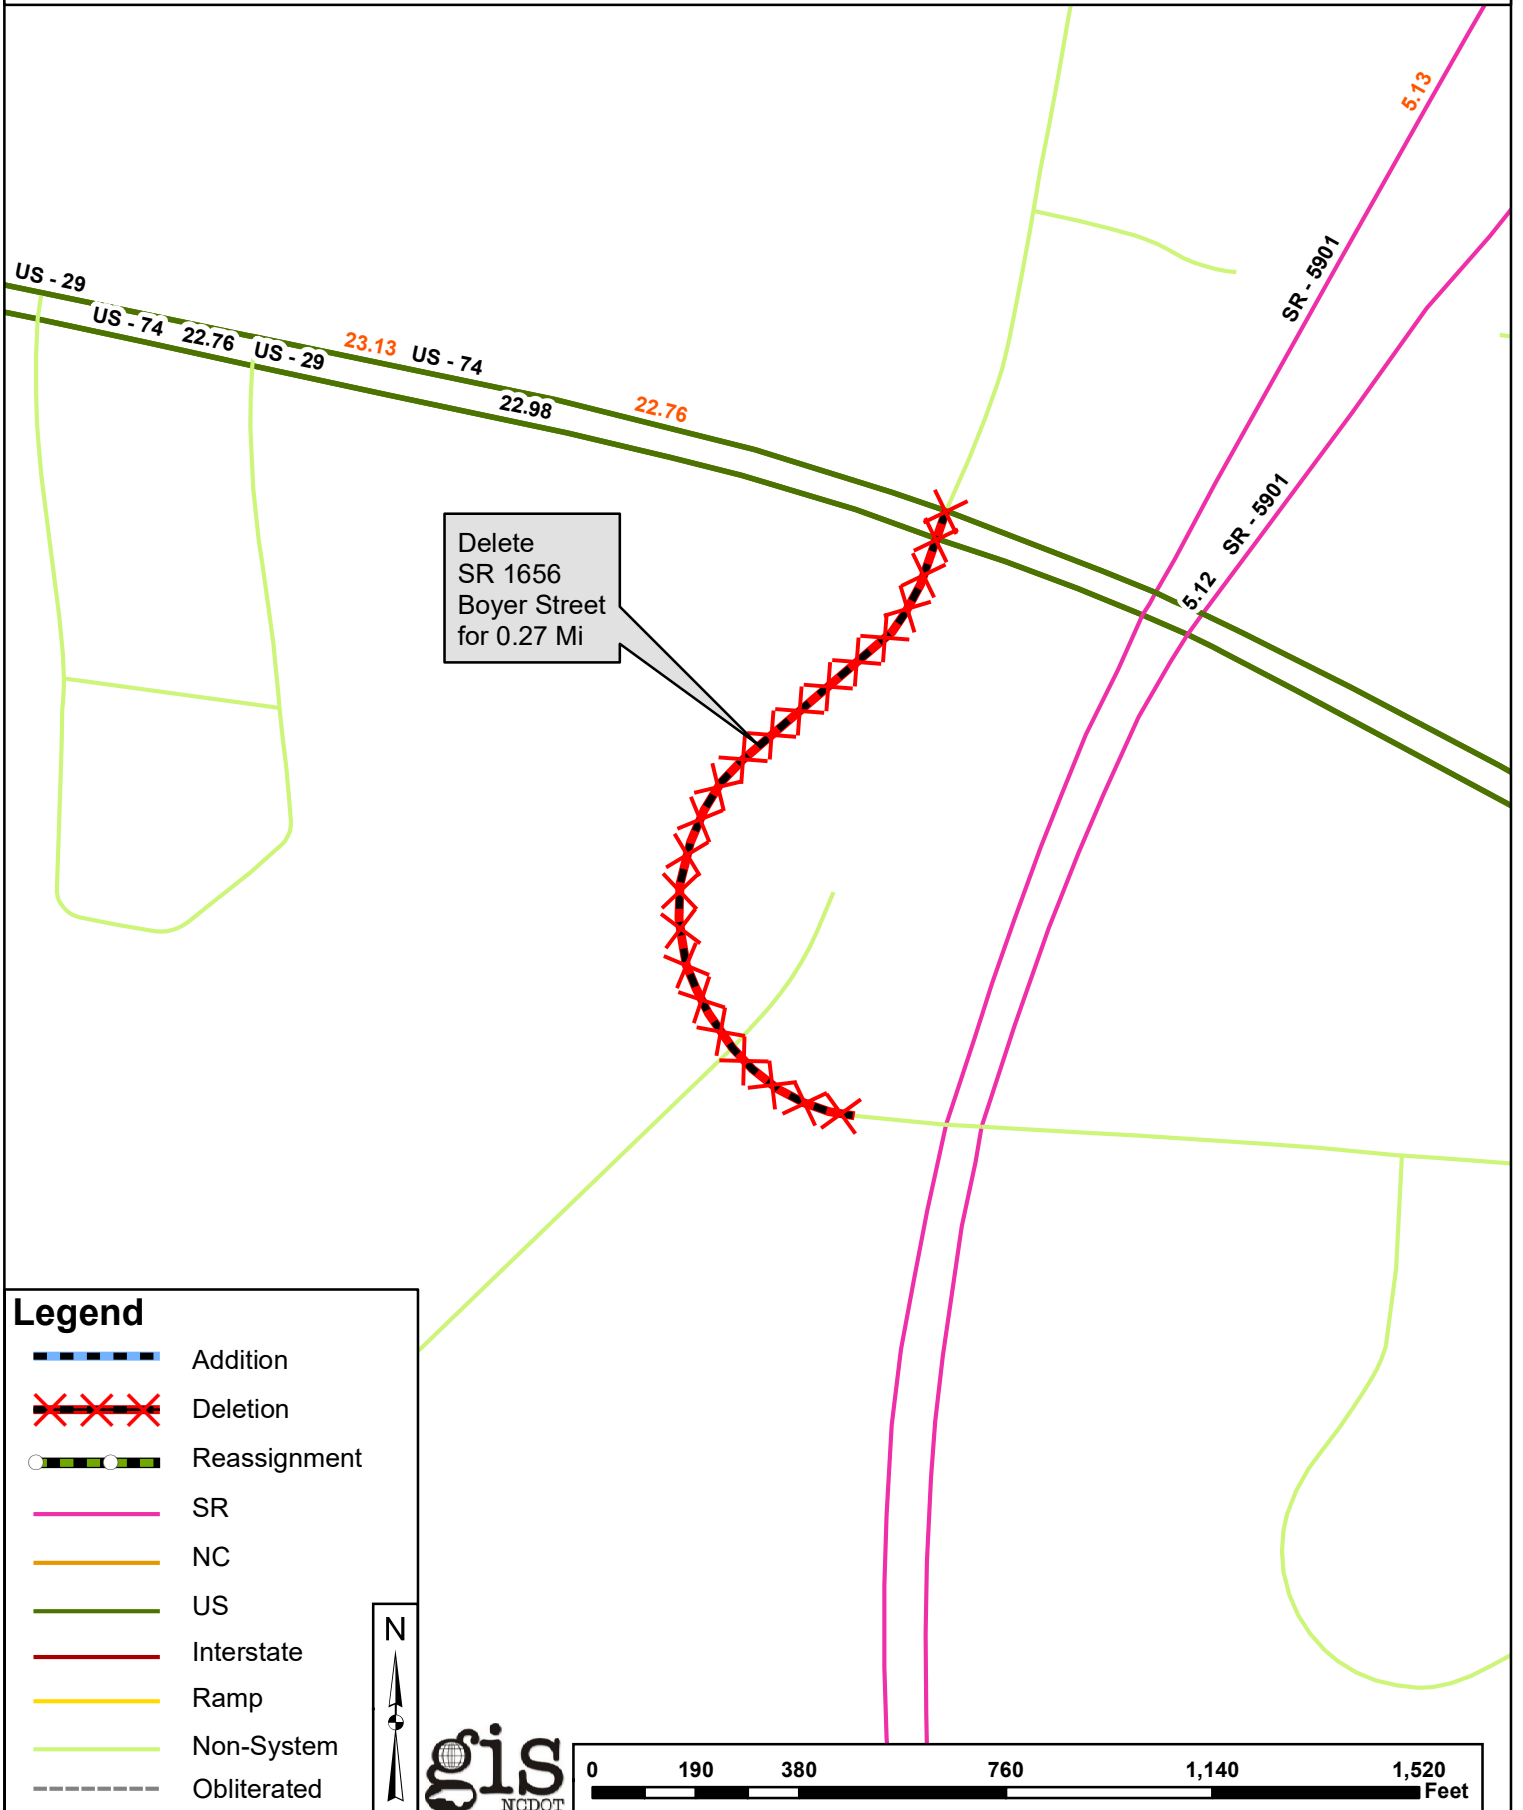 5.13
SR - 5901
US - 29
US - 74 22.76 US - 29
23.13 US - 74
22.98
22.76
SR - 5901
5.12
Delete
SR 1656
Boyer Street
for 0.27 Mi
Legend
Addition
Deletion
Reassignment
SR
NC
US
Interstate
Ramp
Non-System
Obliterated
N
gis
NCDOT
0 190 380 760 1,140 1,520
Feet